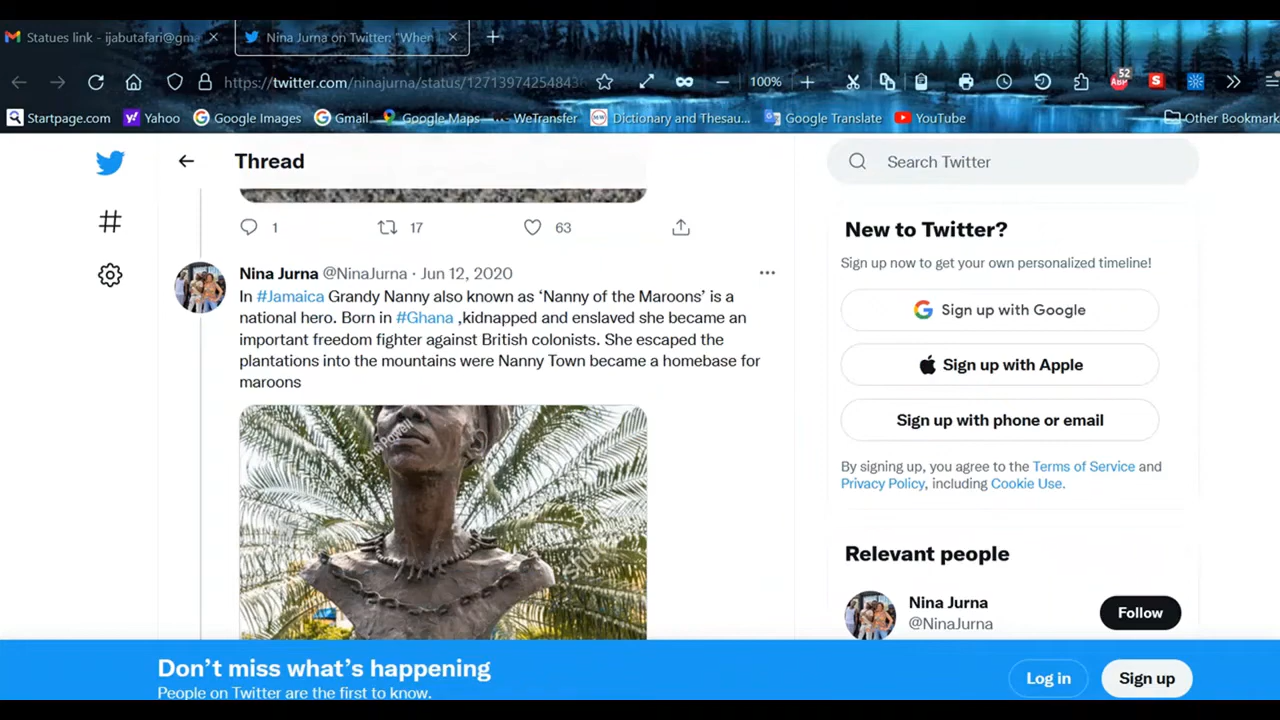 Statues link - ijabutafari@gm
Nina Jurna on Twitter: "When
https://twitter.com/ninajurna/status/12713974254843
100%
52
Startpage.com
Yahoo
Google Images
Gmail
Google Maps
WeTransfer
Dictionary and Thesau...
Google Translate
YouTube
Other Bookmark
Thread
Search Twitter
1
17
63
Nina Jurna @NinaJurna · Jun 12, 2020
In #Jamaica Grandy Nanny also known as ‘Nanny of the Maroons’ is a
national hero. Born in #Ghana ,kidnapped and enslaved she became an
important freedom fighter against British colonists. She escaped the
plantations into the mountains were Nanny Town became a homebase for
maroons
New to Twitter?
Sign up now to get your own personalized timeline!
Sign up with Google
Sign up with Apple
Sign up with phone or email
By signing up, you agree to the Terms of Service and
Privacy Policy, including Cookie Use.
Relevant people
Nina Jurna
@NinaJurna
Follow
Don’t miss what’s happening
People on Twitter are the first to know.
Log in
Sign up